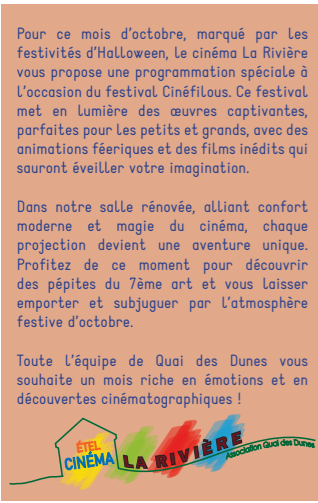 Pour ce mois d'octobre, marqué par les
festivités d'Halloween, le cinéma La Rivière
vous propose une programmation spéciale à
l'occasion du festival Cinéfilous. Ce festival
met en lumière des œuvres captivantes,
parfaites pour les petits et grands, avec des
animations féeriques et des films inédits qui
sauront éveiller votre imagination.
Dans notre salle rénovée, alliant confort
moderne et magie du cinéma, chaque
projection devient une aventure unique.
Profitez de ce moment pour découvrir
des pépites du 7ème art et vous laisser
emporter et subjuguer par l'atmosphère
festive d'octobre.
Toute l'équipe de Quai des Dunes vous
souhaite un mois riche en émotions et en
découvertes cinématographiques !
ÉTEL
CINÉMA LA RIVIÈRE
Association Quai des Dunes